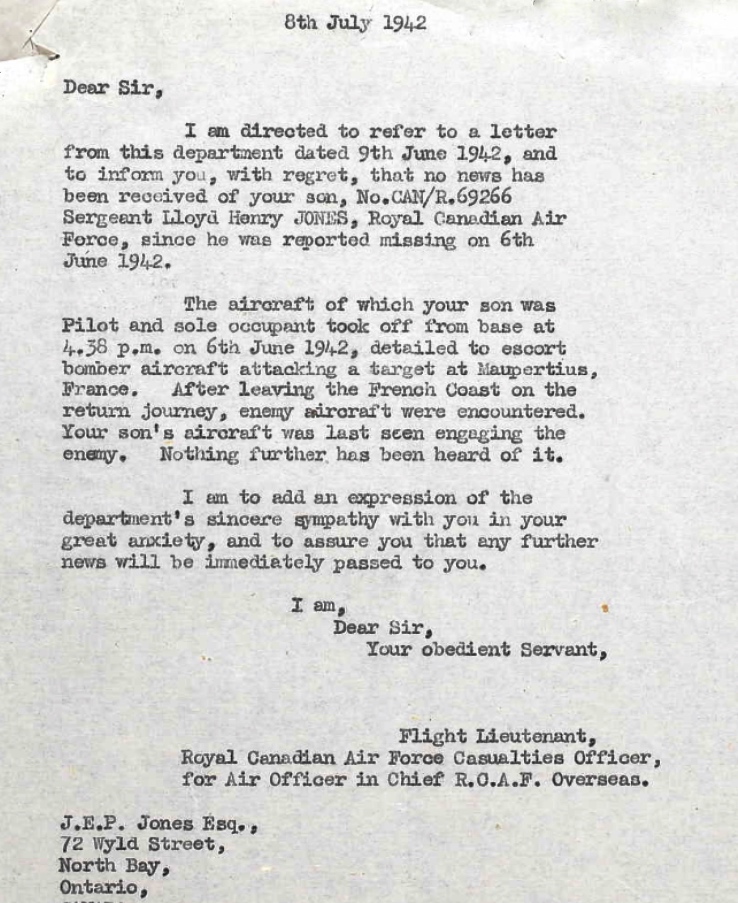 8th July 1942
Dear Sir,
I am directed to refer to a letter
from this department dated 9th June 1942, and
to inform you, with regret, that no news has
been received of your son, No.CAN/R.69266
Sergeant Lloyd Henry JONES, Royal Canadian Air
Force, since he was reported missing on 6th
June 1942.
The aircraft of which your son was
Pilot and sole occupant took off from base at
4.38 p.m. on 6th June 1942, detailed to escort
bomber aircraft attacking a target at Maupertius,
France. After leaving the French Coast on the
return journey, enemy aircraft were encountered.
Your son's aircraft was last seen engaging the
enemy. Nothing further has been heard of it.
I am to add an expression of the
department's sincere sympathy with you in your
great anxiety, and to assure you that any further
news will be immediately passed to you.
I am,
Dear Sir,
Your obedient Servant,
Flight Lieutenant,
Royal Canadian Air Force Casualties Officer,
for Air Officer in Chief R.C.A.F. Overseas.
J.E.P. Jones Esq.,
72 Wyld Street,
North Bay,
Ontario,